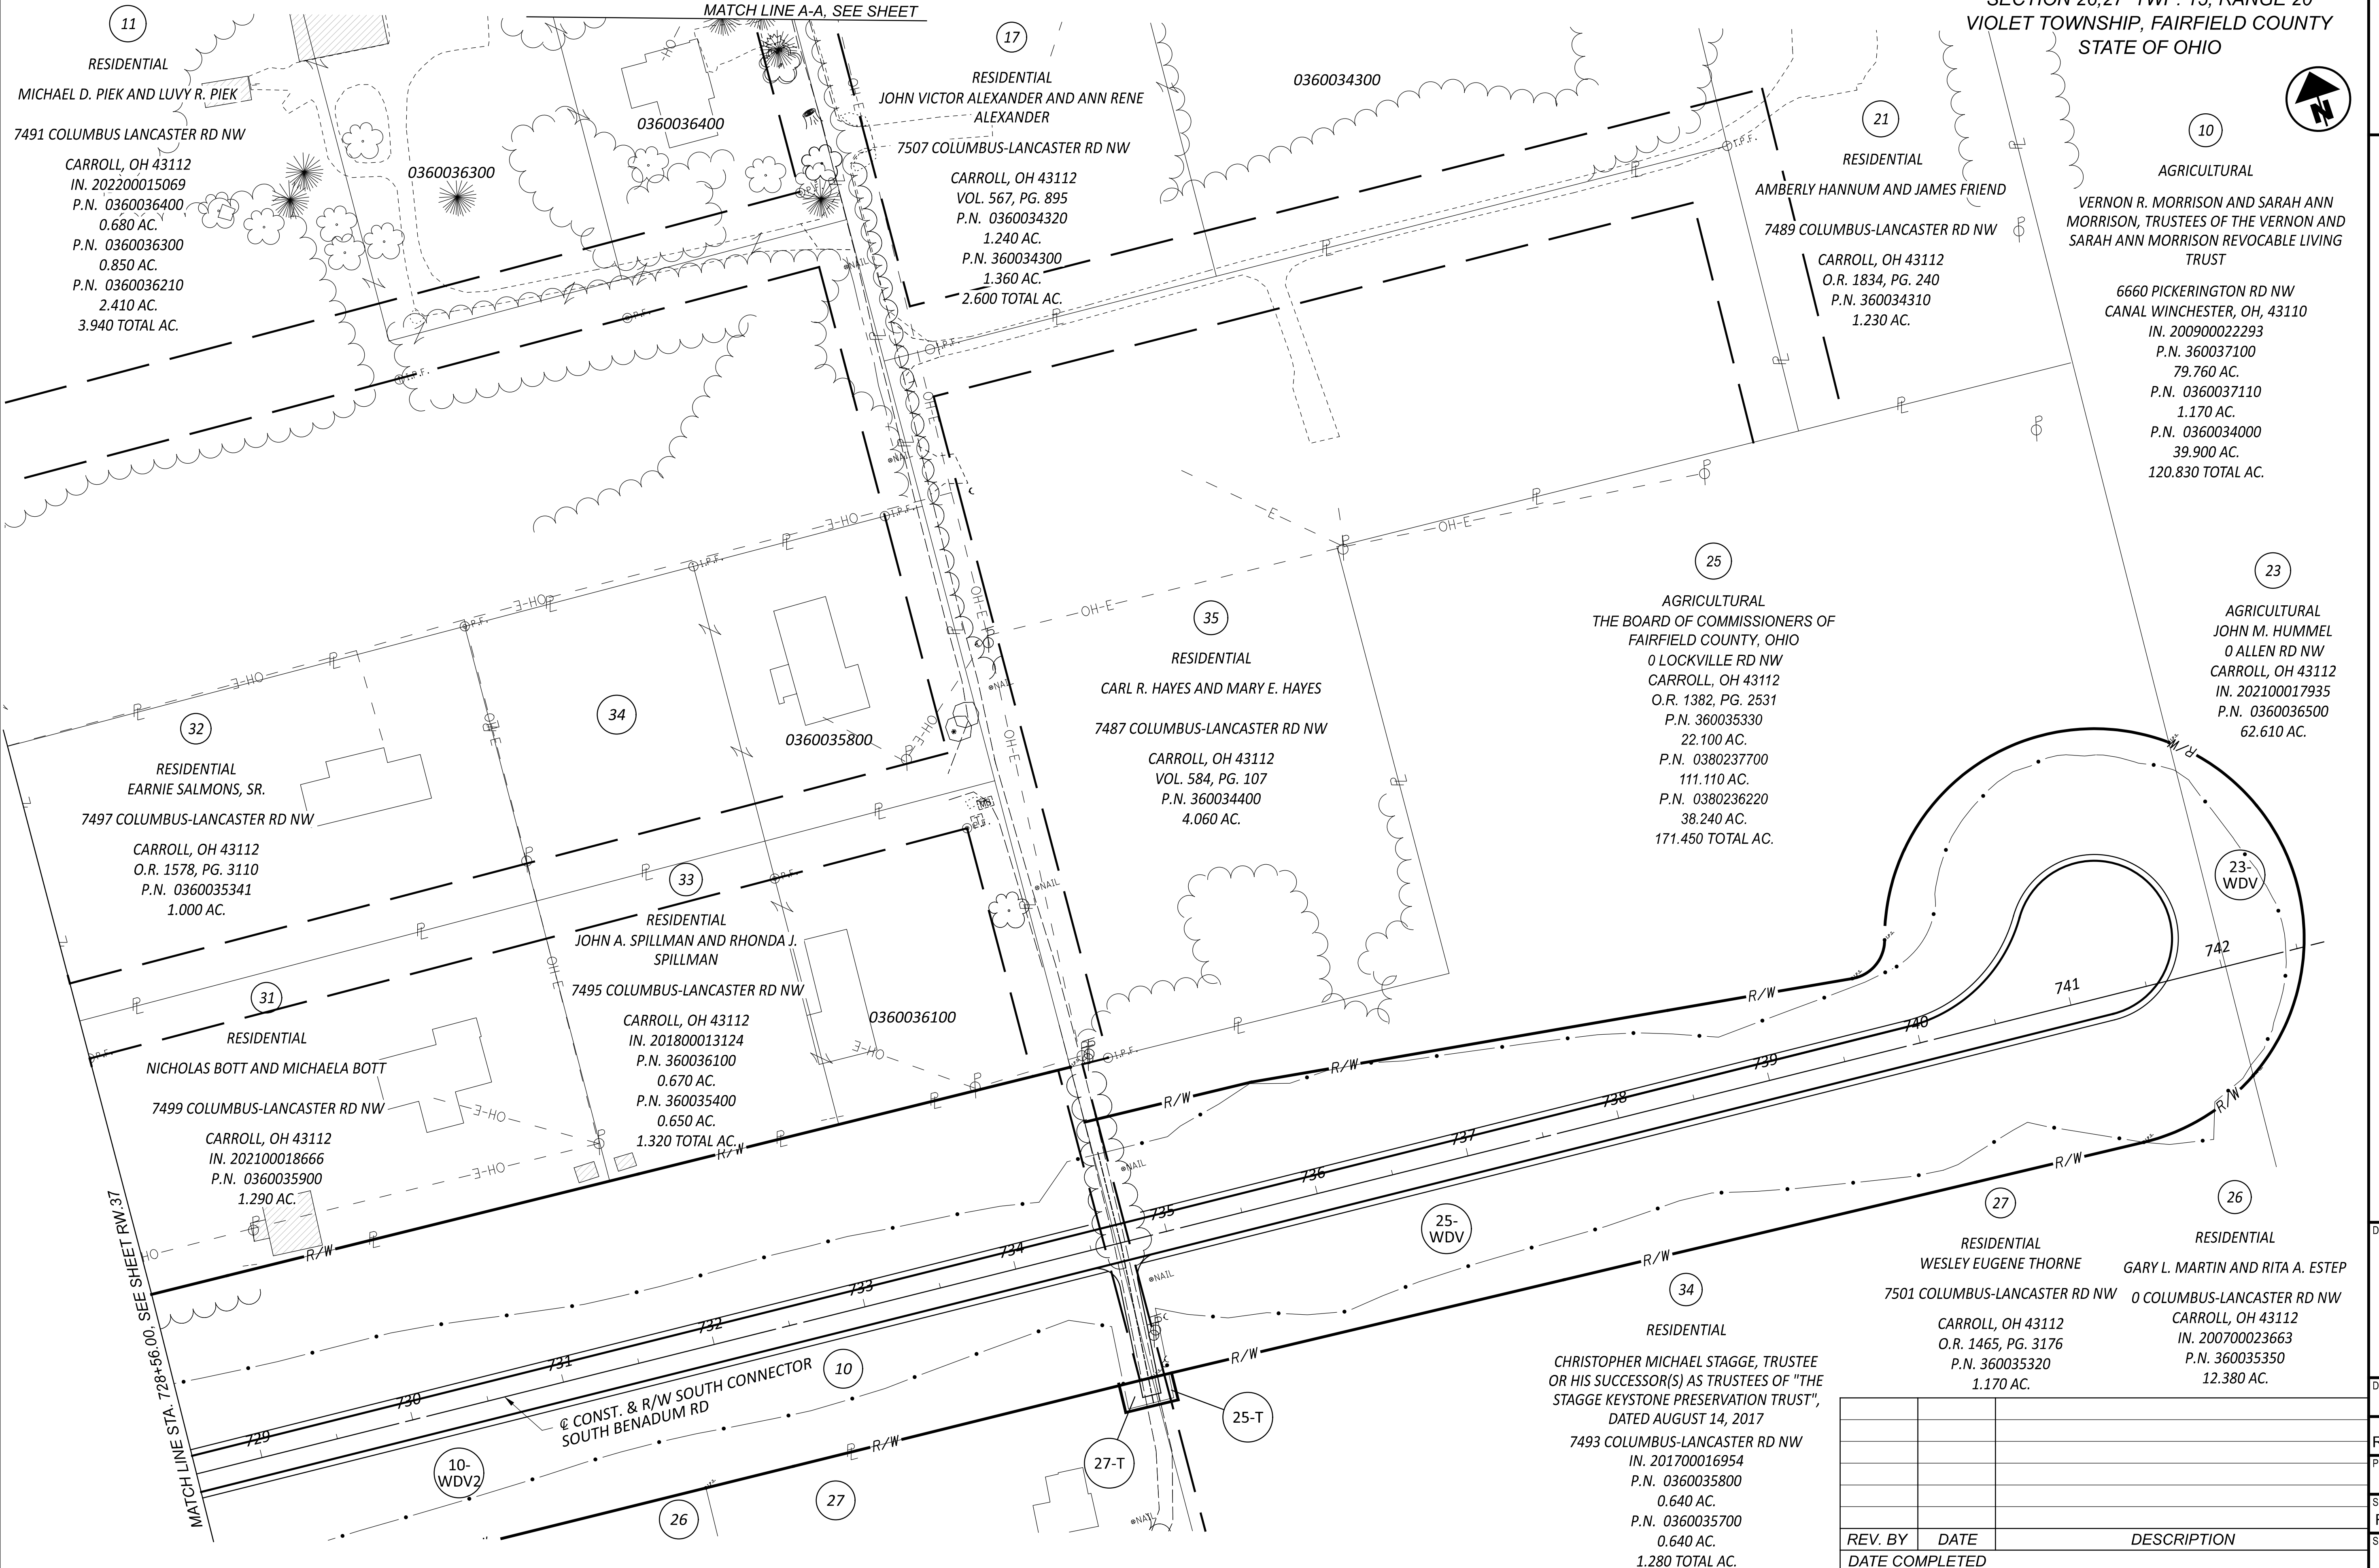 MATCH LINE A-A, SEE SHEET
SECTION 26,27 TWP. 15, RANGE 20
VIOLET TOWNSHIP, FAIRFIELD COUNTY
STATE OF OHIO
N
11
RESIDENTIAL
MICHAEL D. PIEK AND LUVY R. PIEK
7491 COLUMBUS LANCASTER RD NW
CARROLL, OH 43112
IN. 202200015069
P.N. 0360036400
0.680 AC.
P.N. 0360036300
0.850 AC.
P.N. 0360036210
2.410 AC.
3.940 TOTAL AC.
0360036300
0360036400
17
RESIDENTIAL
JOHN VICTOR ALEXANDER AND ANN RENE
ALEXANDER
7507 COLUMBUS-LANCASTER RD NW
CARROLL, OH 43112
VOL. 567, PG. 895
P.N. 0360034320
1.240 AC.
P.N. 360034300
1.360 AC.
2.600 TOTAL AC.
0360034300
21
RESIDENTIAL
AMBERLY HANNUM AND JAMES FRIEND
7489 COLUMBUS-LANCASTER RD NW
CARROLL, OH 43112
O.R. 1834, PG. 240
P.N. 360034310
1.230 AC.
10
AGRICULTURAL
VERNON R. MORRISON AND SARAH ANN
MORRISON, TRUSTEES OF THE VERNON AND
SARAH ANN MORRISON REVOCABLE LIVING
TRUST
6660 PICKERINGTON RD NW
CANAL WINCHESTER, OH, 43110
IN. 200900022293
P.N. 360037100
79.760 AC.
P.N. 0360037110
1.170 AC.
P.N. 0360034000
39.900 AC.
120.830 TOTAL AC.
I.P.F.
I.P.F.
I.P.F.
NAIL
NAIL
I.P.F.
I.P.F.
OH-E
OH-E
OH-E
OH-E
OH-E
E
32
RESIDENTIAL
EARNIE SALMONS, SR.
7497 COLUMBUS-LANCASTER RD NW
CARROLL, OH 43112
O.R. 1578, PG. 3110
P.N. 0360035341
1.000 AC.
34
0360035800
35
RESIDENTIAL
CARL R. HAYES AND MARY E. HAYES
7487 COLUMBUS-LANCASTER RD NW
CARROLL, OH 43112
VOL. 584, PG. 107
P.N. 360034400
4.060 AC.
25
AGRICULTURAL
THE BOARD OF COMMISSIONERS OF
FAIRFIELD COUNTY, OHIO
0 LOCKVILLE RD NW
CARROLL, OH 43112
O.R. 1382, PG. 2531
P.N. 360035330
22.100 AC.
P.N. 0380237700
111.110 AC.
P.N. 0380236220
38.240 AC.
171.450 TOTAL AC.
23
AGRICULTURAL
JOHN M. HUMMEL
0 ALLEN RD NW
CARROLL, OH 43112
IN. 202100017935
P.N. 0360036500
62.610 AC.
31
RESIDENTIAL
NICHOLAS BOTT AND MICHAELA BOTT
7499 COLUMBUS-LANCASTER RD NW
CARROLL, OH 43112
IN. 202100018666
P.N. 0360035900
1.290 AC.
33
RESIDENTIAL
JOHN A. SPILLMAN AND RHONDA J.
SPILLMAN
7495 COLUMBUS-LANCASTER RD NW
CARROLL, OH 43112
IN. 201800013124
P.N. 360036100
0.670 AC.
P.N. 360035400
0.650 AC.
1.320 TOTAL AC.
0360036100
NAIL
NAIL
I.P.F.
NAIL
NAIL
NAIL
R/W
R/W
R/W
R/W
R/W
R/W
R/W
R/W
R/W
R/W
R/W
23-
WDV
25-
WDV
10-
WDV2
25-T
27-T
729
730
731
732
733
734
735
736
737
738
739
740
741
742
10
26
27
℄ CONST. & R/W SOUTH CONNECTOR
SOUTH BENADUM RD
MATCH LINE STA. 728+56.00, SEE SHEET RW.37
34
RESIDENTIAL
CHRISTOPHER MICHAEL STAGGE, TRUSTEE
OR HIS SUCCESSOR(S) AS TRUSTEES OF "THE
STAGGE KEYSTONE PRESERVATION TRUST",
DATED AUGUST 14, 2017
7493 COLUMBUS-LANCASTER RD NW
IN. 201700016954
P.N. 0360035800
0.640 AC.
P.N. 0360035700
0.640 AC.
1.280 TOTAL AC.
27
RESIDENTIAL
WESLEY EUGENE THORNE
7501 COLUMBUS-LANCASTER RD NW
CARROLL, OH 43112
O.R. 1465, PG. 3176
P.N. 360035320
1.170 AC.
26
RESIDENTIAL
GARY L. MARTIN AND RITA A. ESTEP
0 COLUMBUS-LANCASTER RD NW
CARROLL, OH 43112
IN. 200700023663
P.N. 360035350
12.380 AC.
REV. BY DATE DESCRIPTION
DATE COMPLETED